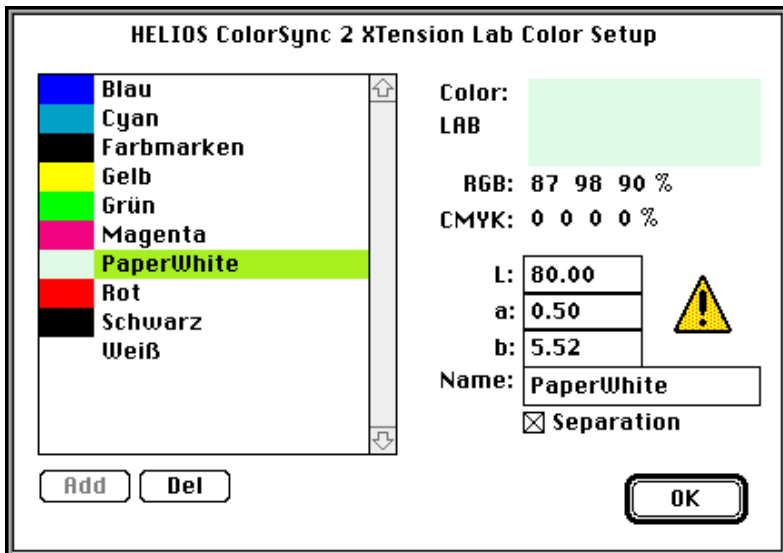 HELIOS ColorSync 2 XTension Lab Color Setup
Blau
Cyan
Farbmarken
Gelb
Grün
Magenta
PaperWhite
Rot
Schwarz
Weiß
Add
Del
Color:
LAB
RGB: 87 98 90 %
CMYK: 0 0 0 0 %
L: 80.00
a: 0.50
b: 5.52
Name: PaperWhite
Separation
OK